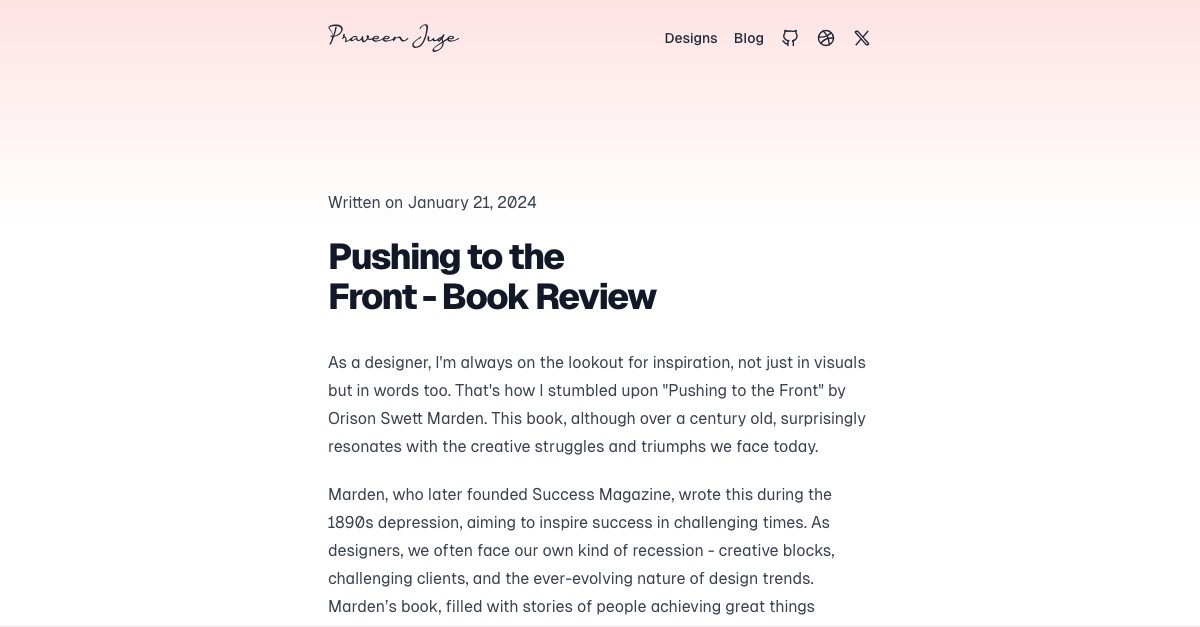 Praveen Juge
Designs Blog
Written on January 21, 2024
Pushing to the
Front - Book Review
As a designer, I'm always on the lookout for inspiration, not just in visuals
but in words too. That's how I stumbled upon "Pushing to the Front" by
Orison Swett Marden. This book, although over a century old, surprisingly
resonates with the creative struggles and triumphs we face today.
Marden, who later founded Success Magazine, wrote this during the
1890s depression, aiming to inspire success in challenging times. As
designers, we often face our own kind of recession - creative blocks,
challenging clients, and the ever-evolving nature of design trends.
Marden’s book, filled with stories of people achieving great things